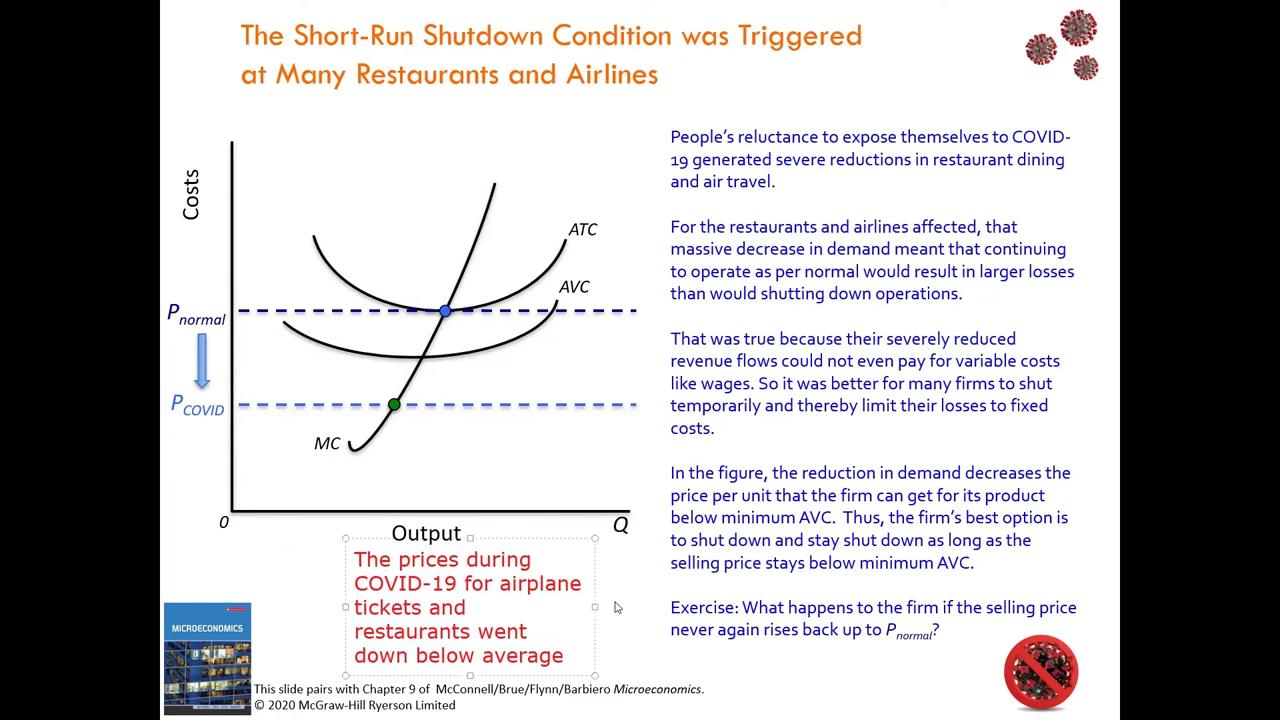 The Short-Run Shutdown Condition was Triggered
at Many Restaurants and Airlines
Costs
ATC
AVC
P normal
P COVID
MC
0
Output
Q
People's reluctance to expose themselves to COVID-
19 generated severe reductions in restaurant dining
and air travel.
For the restaurants and airlines affected, that
massive decrease in demand meant that continuing
to operate as per normal would result in larger losses
than would shutting down operations.
That was true because their severely reduced
revenue flows could not even pay for variable costs
like wages. So it was better for many firms to shut
temporarily and thereby limit their losses to fixed
costs.
In the figure, the reduction in demand decreases the
price per unit that the firm can get for its product
below minimum AVC. Thus, the firm's best option is
to shut down and stay shut down as long as the
selling price stays below minimum AVC.
Exercise: What happens to the firm if the selling price
never again rises back up to P normal?
The prices during
COVID-19 for airplane
tickets and
restaurants went
down below average
MICROECONOMICS
This slide pairs with Chapter 9 of McConnell/Brue/Flynn/Barbiero Microeconomics.
© 2020 McGraw-Hill Ryerson Limited